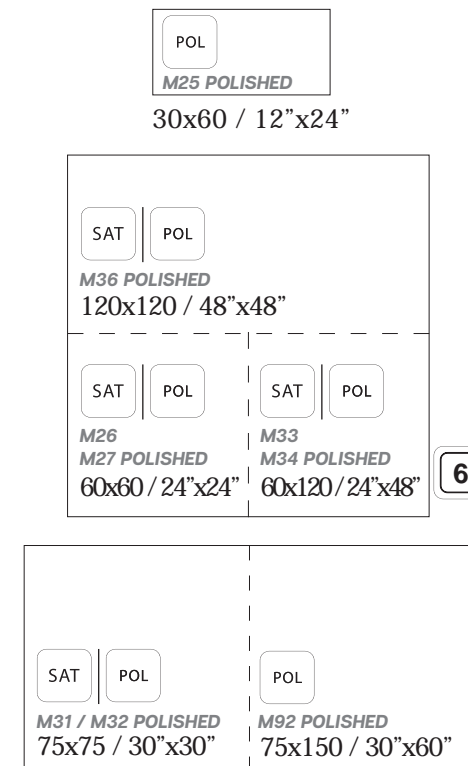 POL
M25 POLISHED
30x60 / 12”x24”
SAT POL
M36 POLISHED
120x120 / 48”x48”
SAT POL
M26
M27 POLISHED
60x60 / 24”x24”
SAT POL
M33
M34 POLISHED
60x120 / 24”x48”
6
SAT POL
M31 / M32 POLISHED
75x75 / 30”x30”
POL
M92 POLISHED
75x150 / 30”x60”